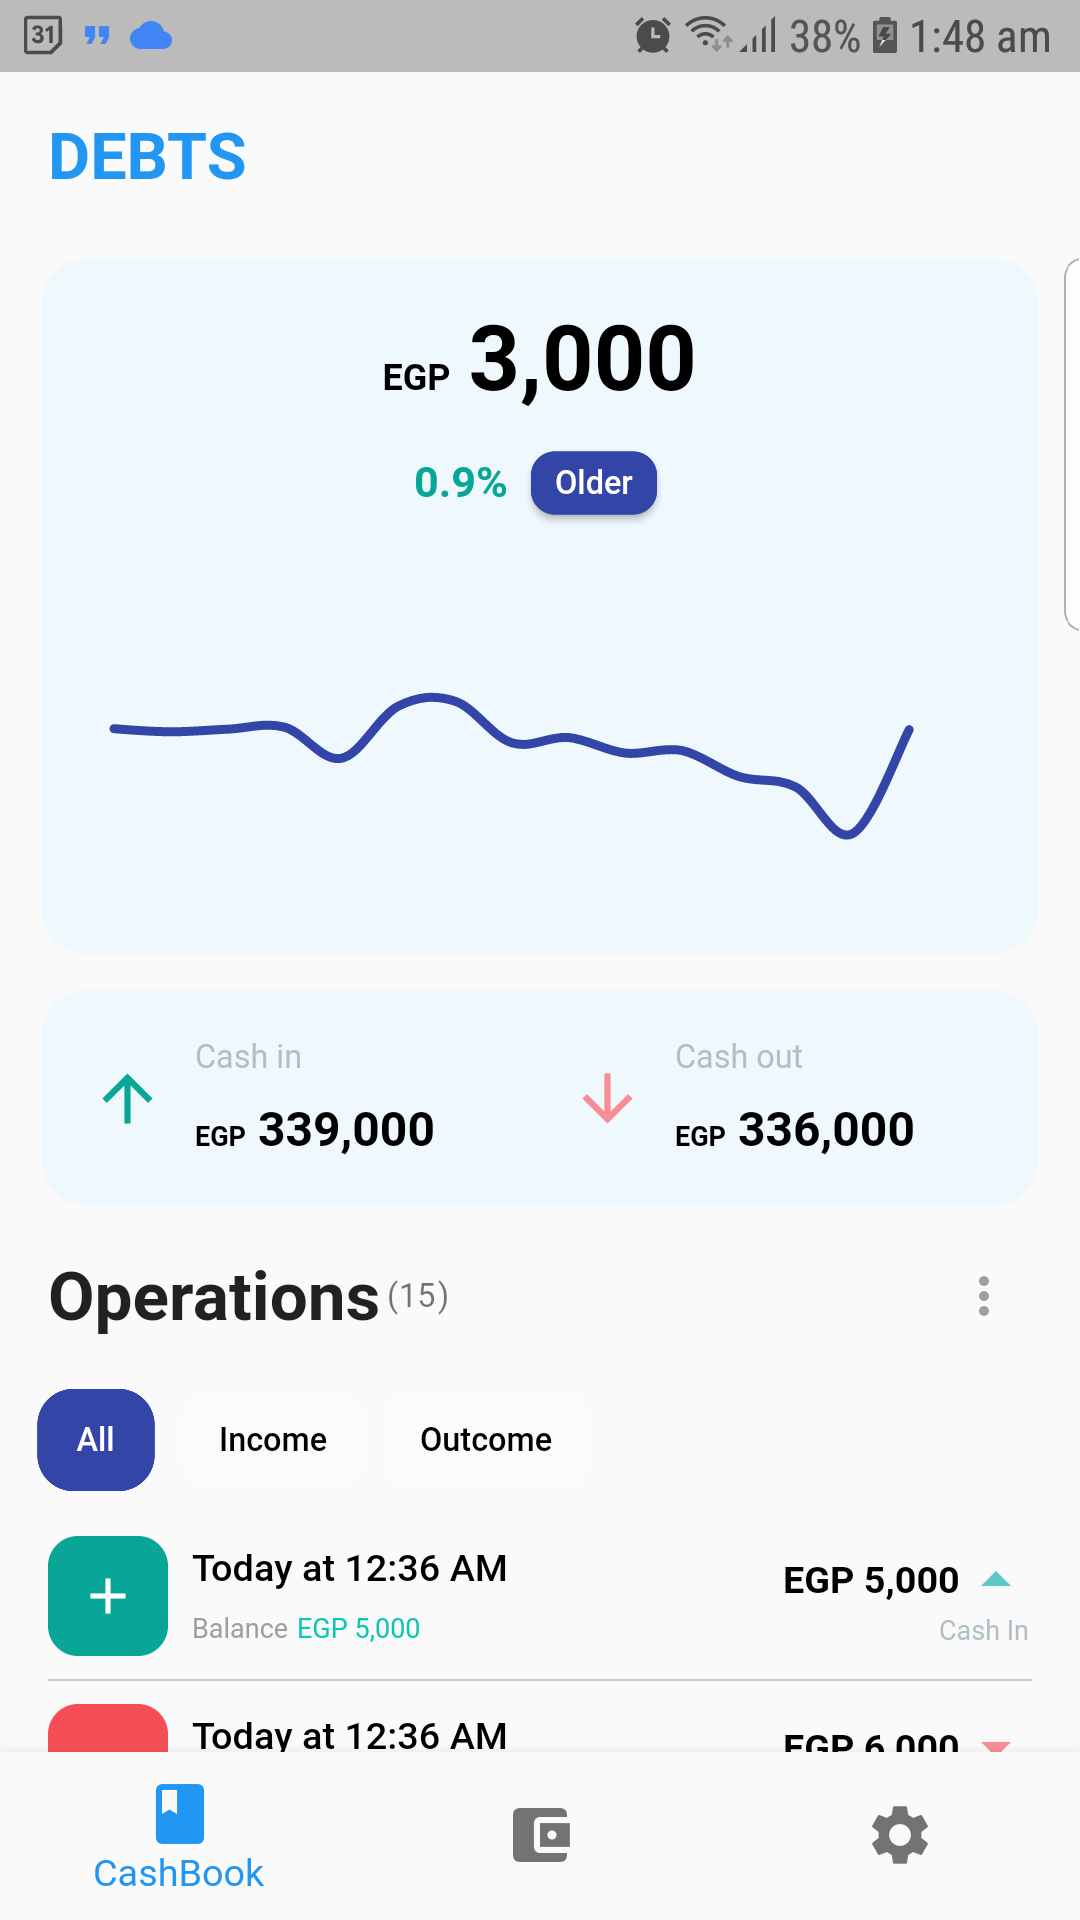 31 38% 1:48 am
DEBTS
EGP 3,000
0.9% Older
Cash in Cash out
EGP 339,000 EGP 336,000
Operations (15)
All Income Outcome
Today at 12:36 AM EGP 5,000
Balance EGP 5,000 Cash In
Today at 12:36 AM EGP 6,000
CashBook